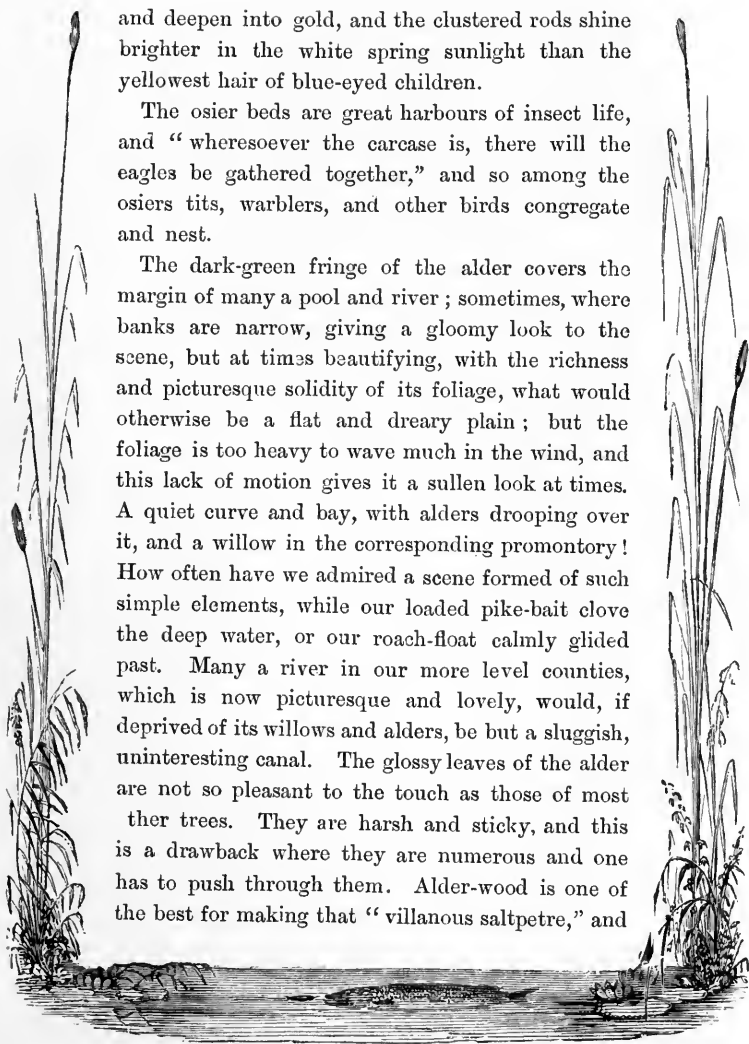 and deepen into gold, and the clustered rods shine
brighter in the white spring sunlight than the
yellowest hair of blue-eyed children.
The osier beds are great harbours of insect life,
and “ wheresoever the carcase is, there will the
eagles be gathered together,” and so among the
osiers tits, warblers, and other birds congregate
and nest.
The dark-green fringe of the alder covers the
margin of many a pool and river ; sometimes, where
banks are narrow, giving a gloomy look to the
scene, but at times beautifying, with the richness
and picturesque solidity of its foliage, what would
otherwise be a flat and dreary plain ; but the
foliage is too heavy to wave much in the wind, and
this lack of motion gives it a sullen look at times.
A quiet curve and bay, with alders drooping over
it, and a willow in the corresponding promontory !
How often have we admired a scene formed of such
simple elements, while our loaded pike-bait clove
the deep water, or our roach-float calmly glided
past. Many a river in our more level counties,
which is now picturesque and lovely, would, if
deprived of its willows and alders, be but a sluggish,
uninteresting canal. The glossy leaves of the alder
are not so pleasant to the touch as those of most
ther trees. They are harsh and sticky, and this
is a drawback where they are numerous and one
has to push through them. Alder-wood is one of
the best for making that “ villanous saltpetre,” and